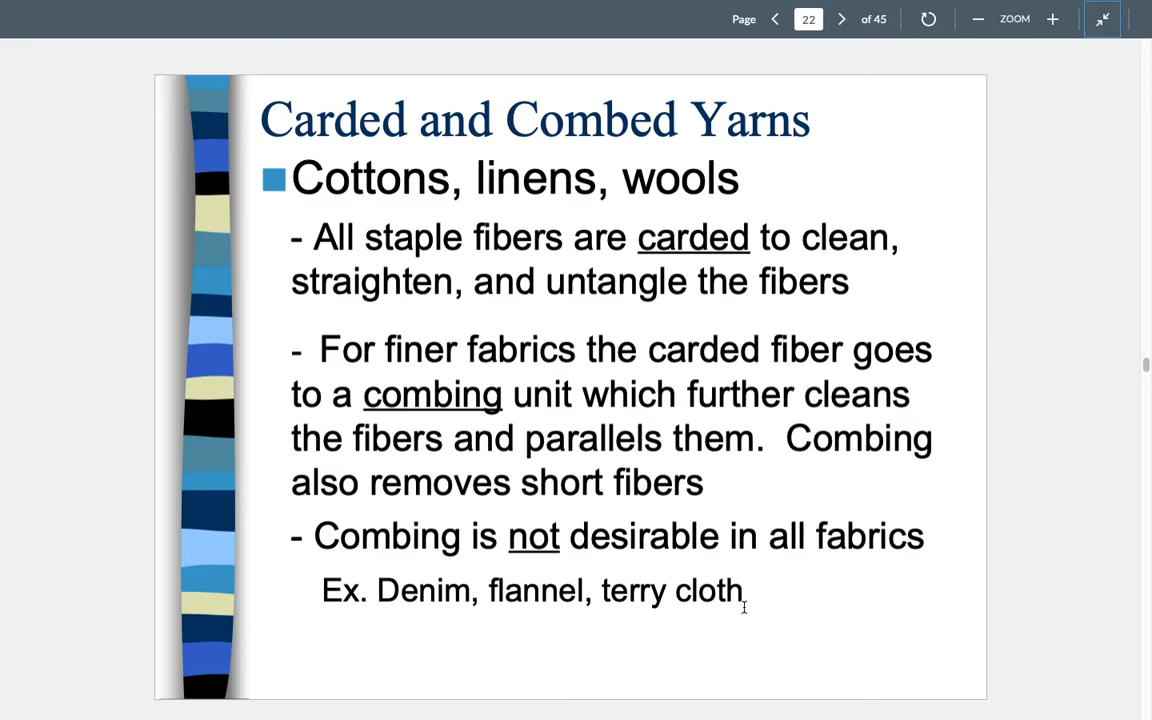 Page 22 of 45 ZOOM
Carded and Combed Yarns
Cottons, linens, wools
- All staple fibers are carded to clean,
straighten, and untangle the fibers
- For finer fabrics the carded fiber goes
to a combing unit which further cleans
the fibers and parallels them. Combing
also removes short fibers
- Combing is not desirable in all fabrics
Ex. Denim, flannel, terry cloth